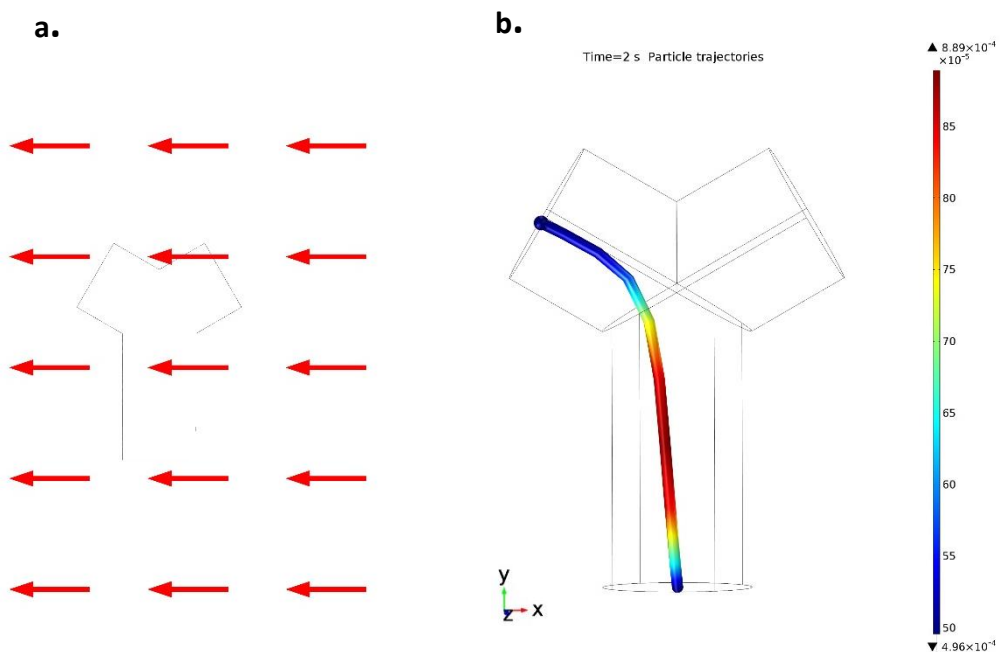 a.
b.
Time=2 s  Particle trajectories
▲ 8.89×10⁻⁴
×10⁻⁵
85
80
75
70
65
60
55
50
▼ 4.96×10⁻⁴
y
z
x